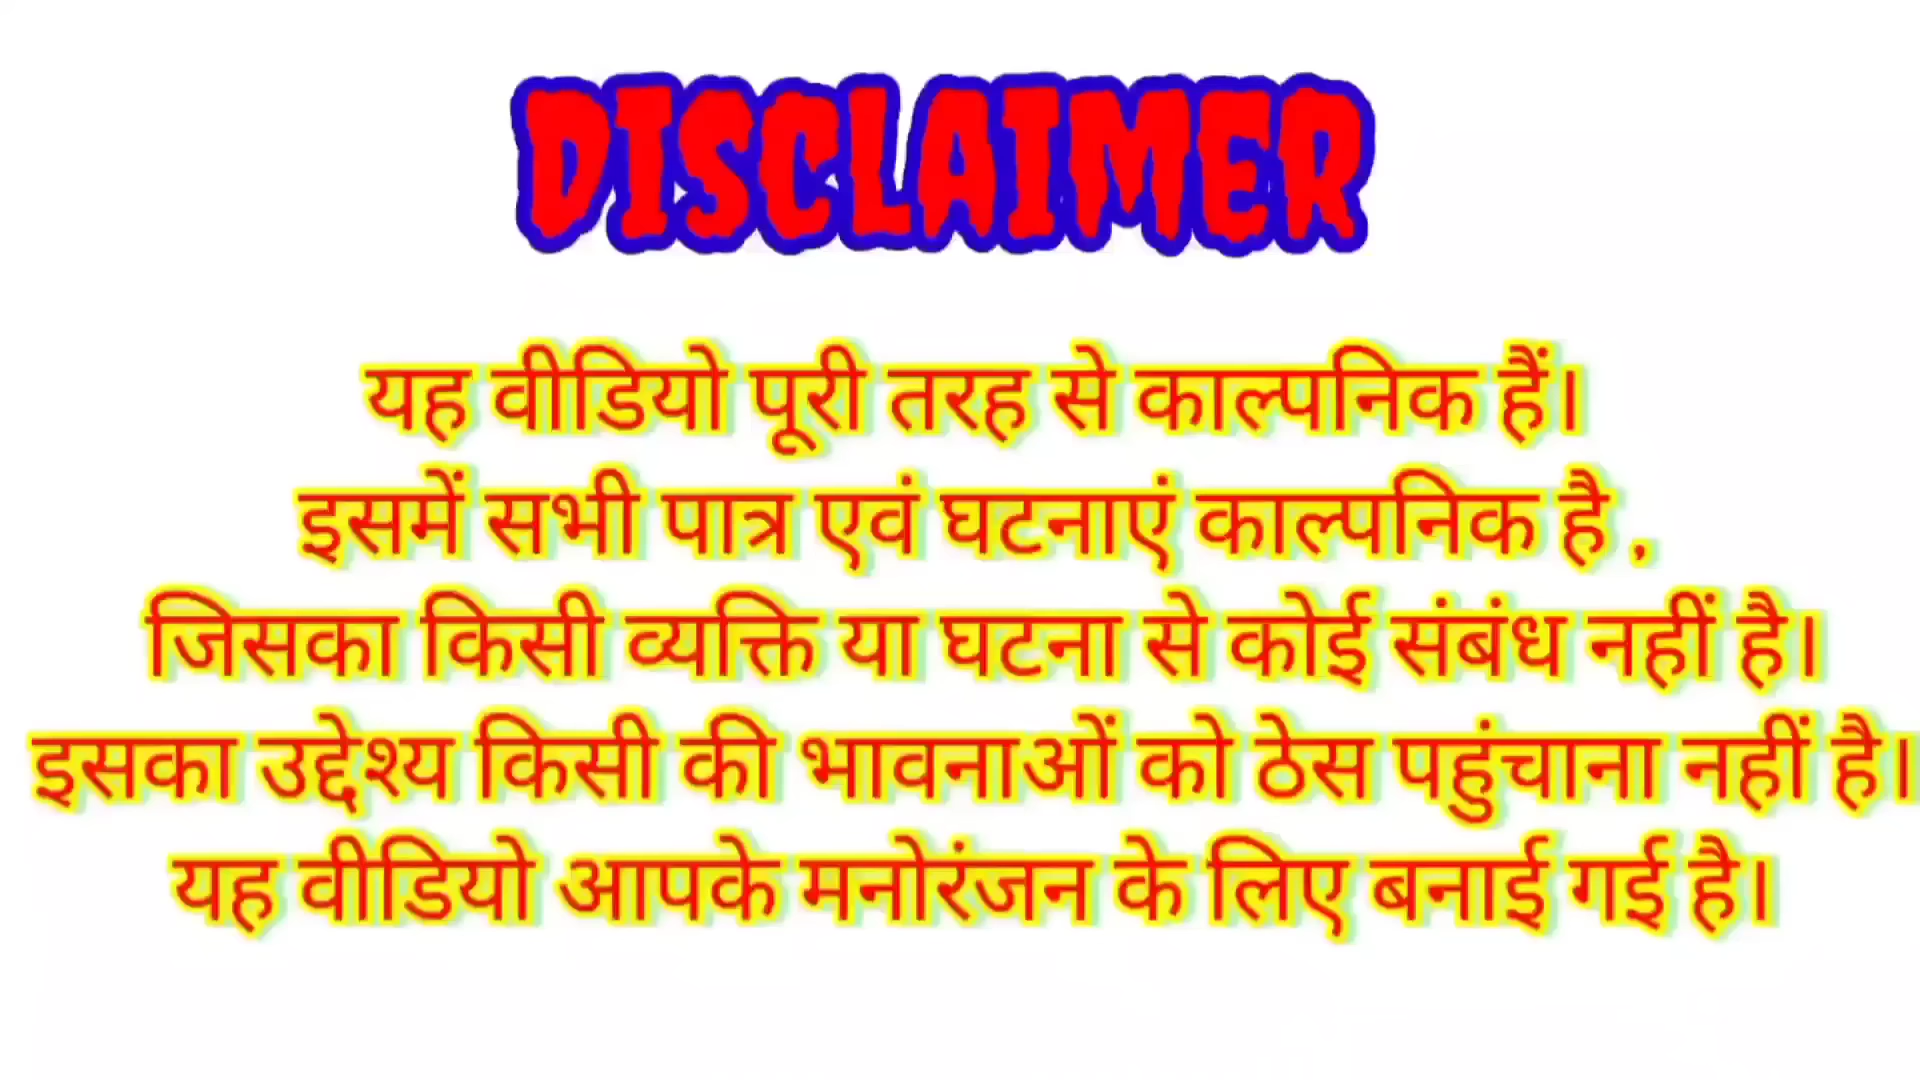 DISCLAIMER
यह वीडियो पूरी तरह से काल्पनिक हैं।
इसमें सभी पात्र एवं घटनाएं काल्पनिक है ,
जिसका किसी व्यक्ति या घटना से कोई संबंध नहीं है।
इसका उद्देश्य किसी की भावनाओं को ठेस पहुंचाना नहीं है।
यह वीडियो आपके मनोरंजन के लिए बनाई गई है।